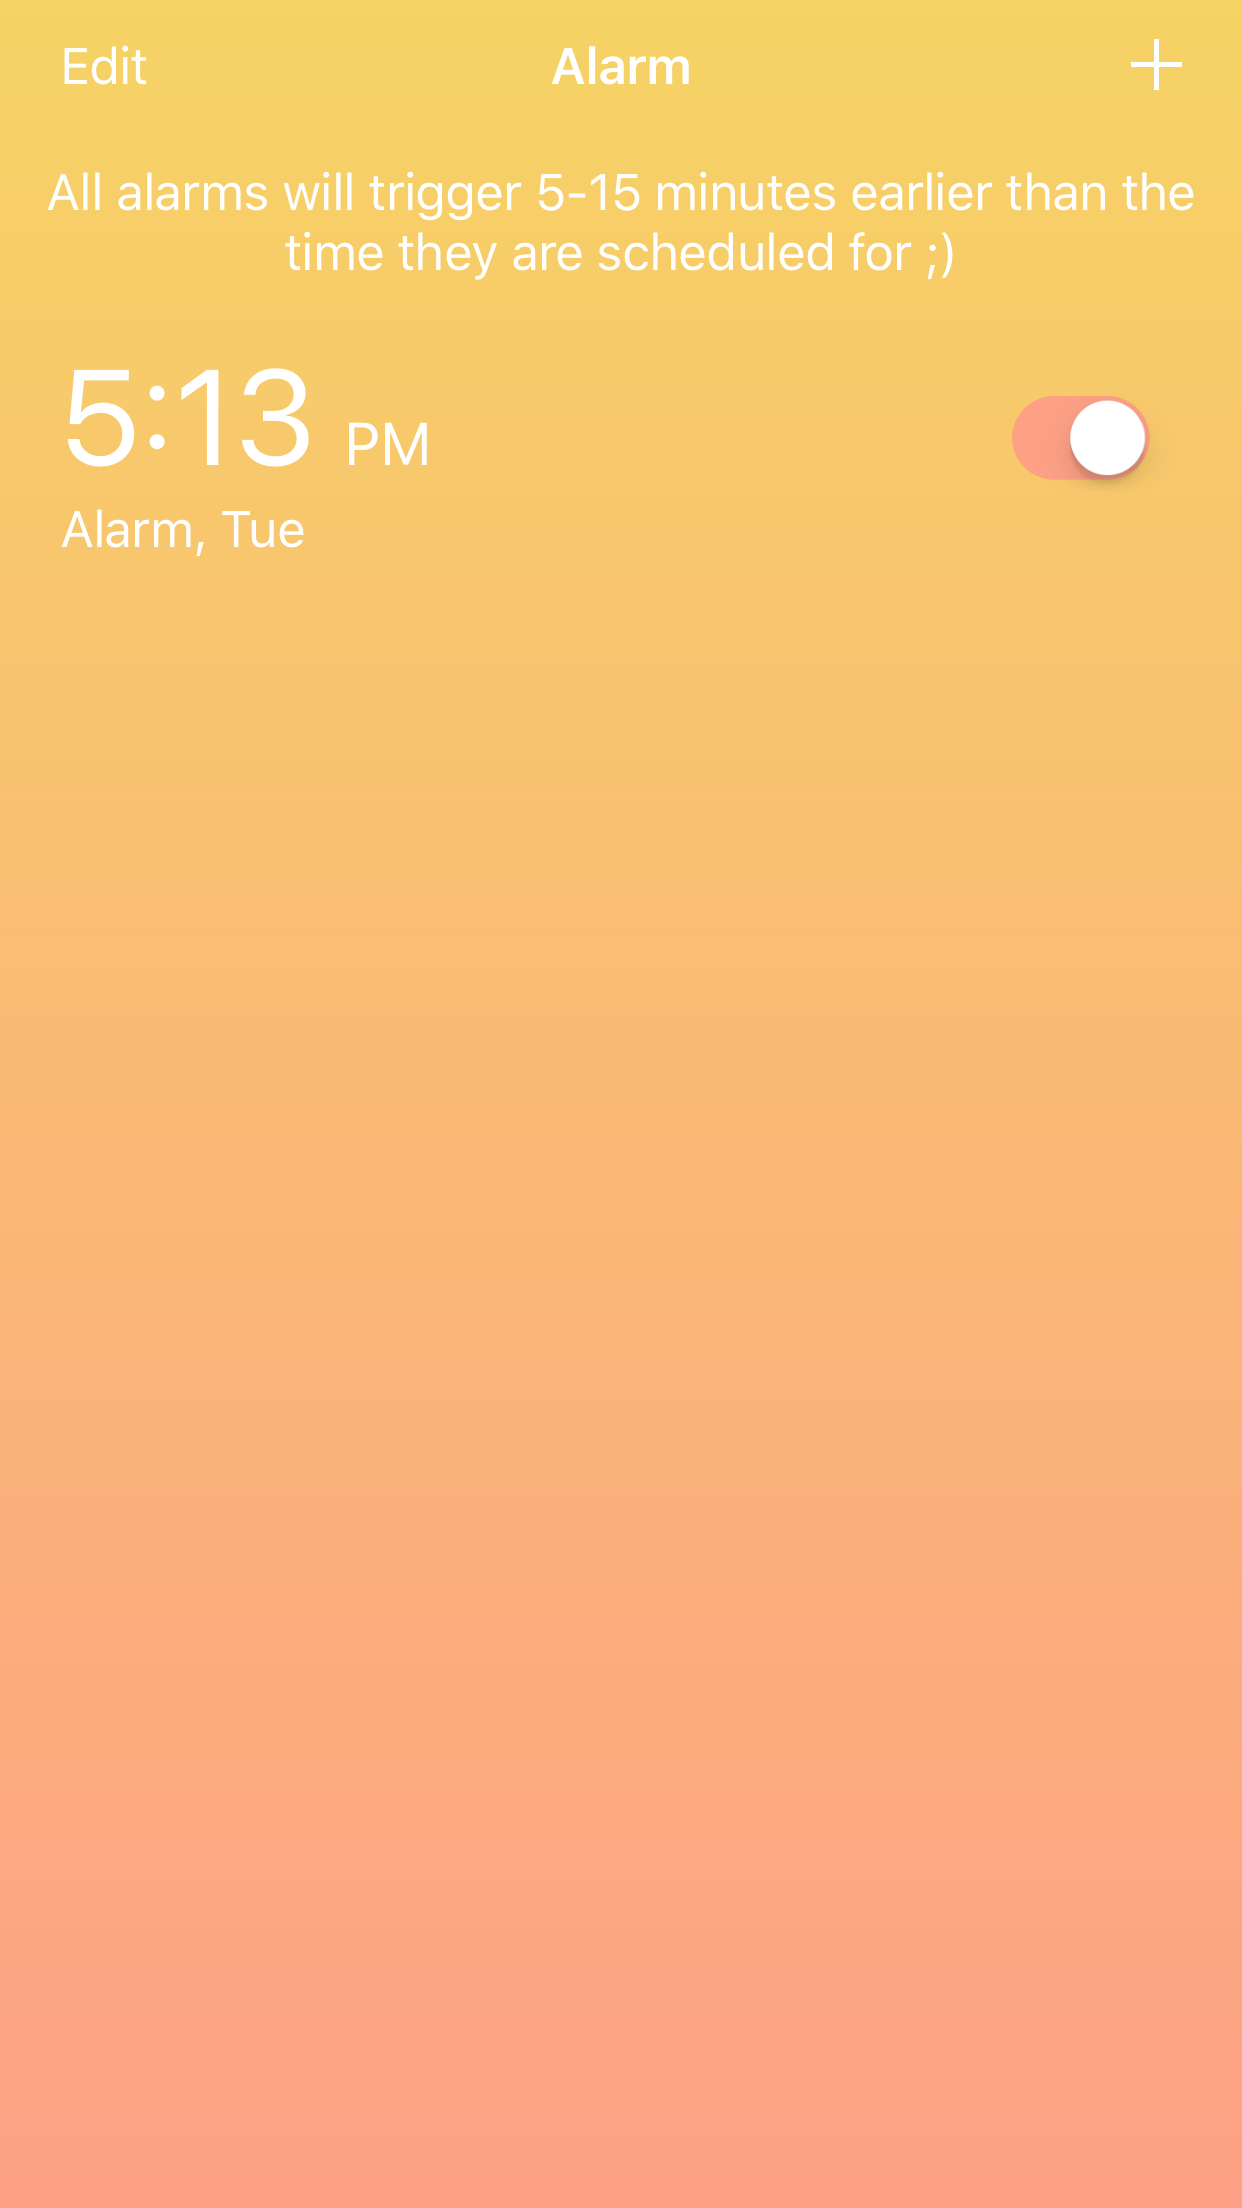 Edit Alarm +
All alarms will trigger 5-15 minutes earlier than the
time they are scheduled for ;)
5:13 PM
Alarm, Tue